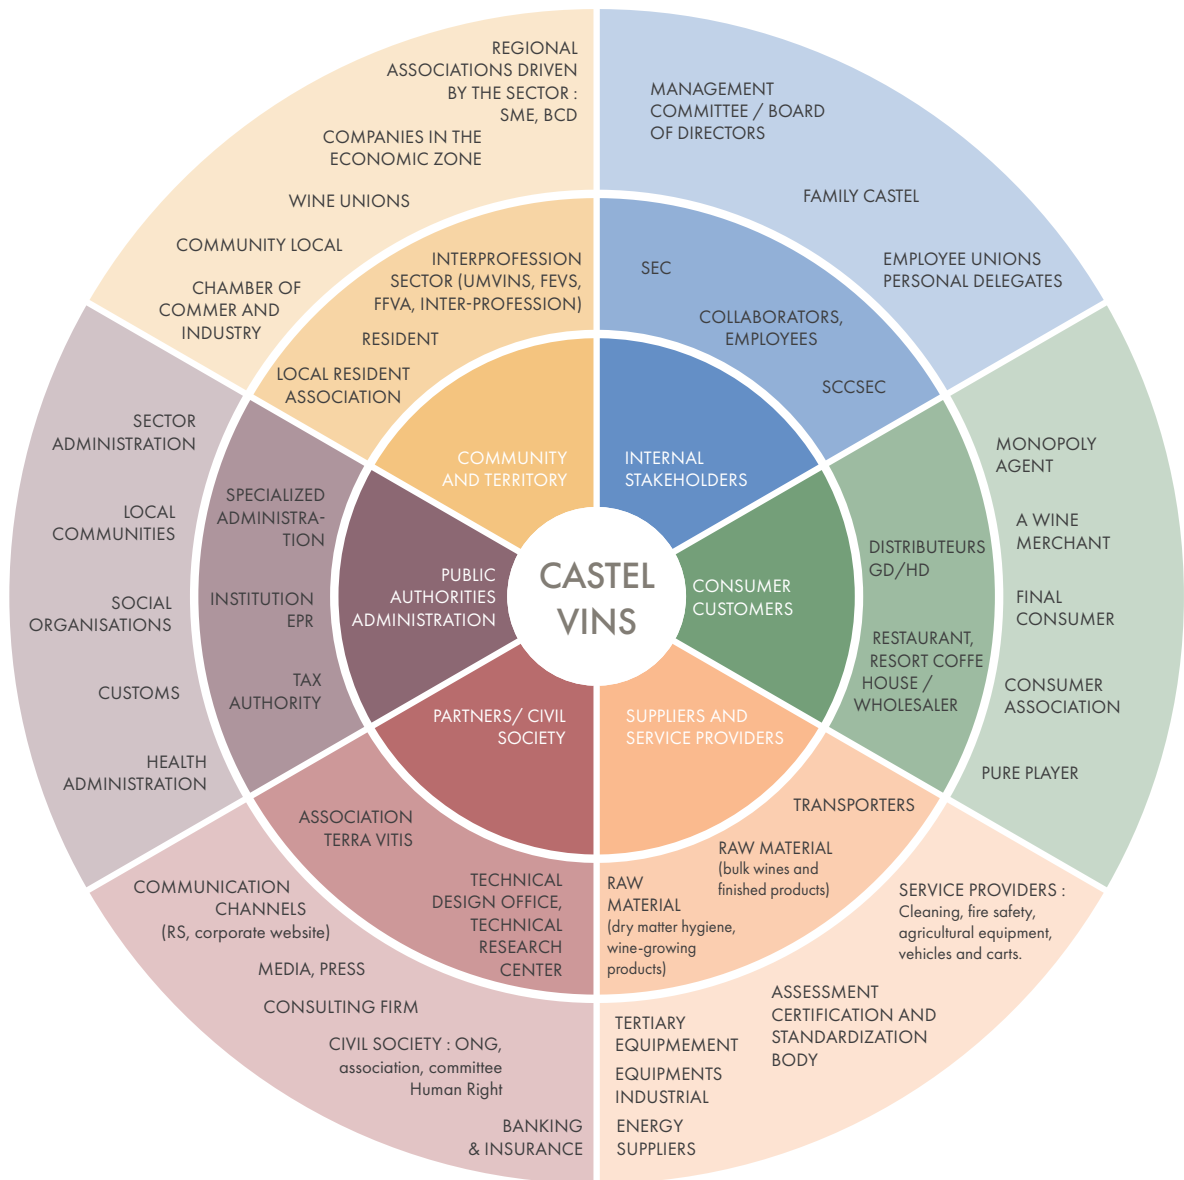 CASTEL
VINS
INTERNAL
STAKEHOLDERS
SEC
COLLABORATORS,
EMPLOYEES
SCCSEC
MANAGEMENT
COMMITTEE / BOARD
OF DIRECTORS
FAMILY CASTEL
EMPLOYEE UNIONS
PERSONAL DELEGATES
CONSUMER
CUSTOMERS
DISTRIBUTEURS
GD/HD
RESTAURANT,
RESORT COFFE
HOUSE /
WHOLESALER
MONOPOLY
AGENT
A WINE
MERCHANT
FINAL
CONSUMER
CONSUMER
ASSOCIATION
PURE PLAYER
SUPPLIERS AND
SERVICE PROVIDERS
TRANSPORTERS
RAW MATERIAL
(bulk wines and
finished products)
RAW
MATERIAL
(dry matter hygiene,
wine-growing
products)
SERVICE PROVIDERS :
Cleaning, fire safety,
agricultural equipment,
vehicles and carts.
ASSESSMENT
CERTIFICATION AND
STANDARDIZATION
BODY
TERTIARY
EQUIPMEMENT
EQUIPMENTS
INDUSTRIAL
ENERGY
SUPPLIERS
PARTNERS/ CIVIL
SOCIETY
ASSOCIATION
TERRA VITIS
TECHNICAL
DESIGN OFFICE,
TECHNICAL
RESEARCH
CENTER
COMMUNICATION
CHANNELS
(RS, corporate website)
MEDIA, PRESS
CONSULTING FIRM
CIVIL SOCIETY : ONG,
association, committee
Human Right
BANKING
& INSURANCE
PUBLIC
AUTHORITIES
ADMINISTRATION
SPECIALIZED
ADMINISTRA-
TION
INSTITUTION
EPR
TAX
AUTHORITY
SECTOR
ADMINISTRATION
LOCAL
COMMUNITIES
SOCIAL
ORGANISATIONS
CUSTOMS
HEALTH
ADMINISTRATION
COMMUNITY
AND TERRITORY
INTERPROFESSION
SECTOR (UMVINS, FEVS,
FFVA, INTER-PROFESSION)
RESIDENT
LOCAL RESIDENT
ASSOCIATION
REGIONAL
ASSOCIATIONS DRIVEN
BY THE SECTOR :
SME, BCD
COMPANIES IN THE
ECONOMIC ZONE
WINE UNIONS
COMMUNITY LOCAL
CHAMBER OF
COMMER AND
INDUSTRY